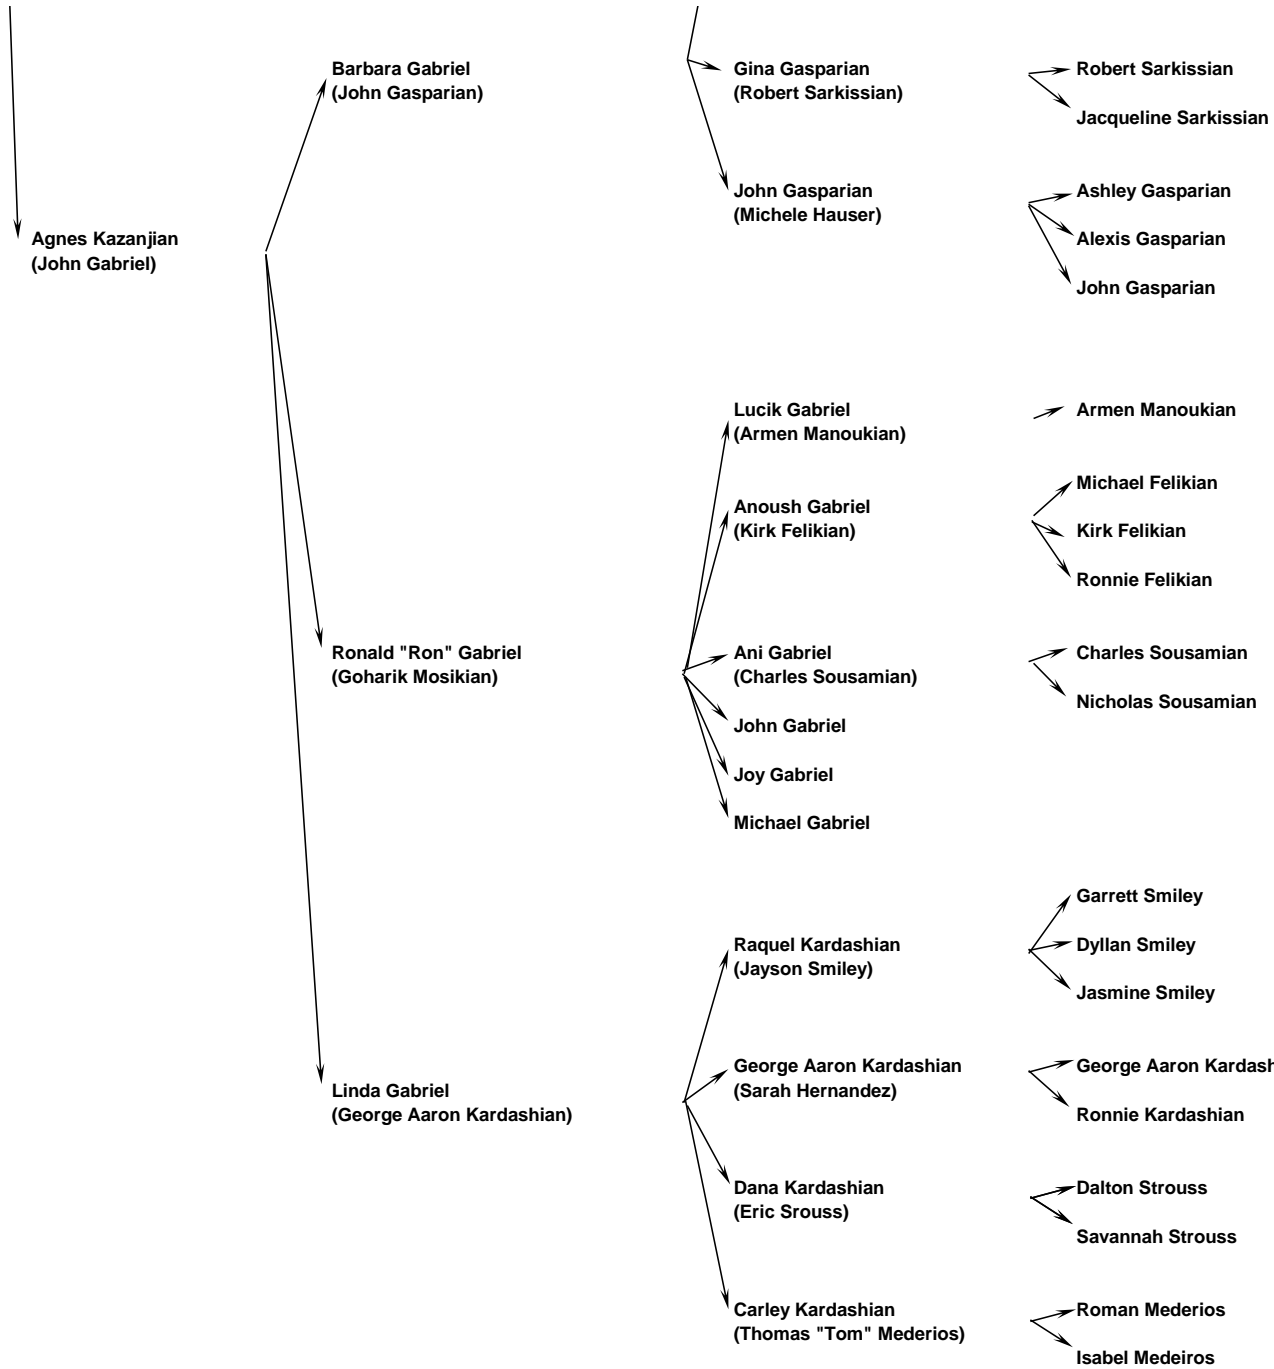 Barbara Gabriel
(John Gasparian)
Gina Gasparian
(Robert Sarkissian)
Robert Sarkissian
Jacqueline Sarkissian
John Gasparian
(Michele Hauser)
Ashley Gasparian
Alexis Gasparian
John Gasparian
Agnes Kazanjian
(John Gabriel)
Lucik Gabriel
(Armen Manoukian)
Armen Manoukian
Anoush Gabriel
(Kirk Felikian)
Michael Felikian
Kirk Felikian
Ronnie Felikian
Ronald "Ron" Gabriel
(Goharik Mosikian)
Ani Gabriel
(Charles Sousamian)
Charles Sousamian
Nicholas Sousamian
John Gabriel
Joy Gabriel
Michael Gabriel
Raquel Kardashian
(Jayson Smiley)
Garrett Smiley
Dyllan Smiley
Jasmine Smiley
Linda Gabriel
(George Aaron Kardashian)
George Aaron Kardashian
(Sarah Hernandez)
George Aaron Kardash
Ronnie Kardashian
Dana Kardashian
(Eric Srouss)
Dalton Strouss
Savannah Strouss
Carley Kardashian
(Thomas "Tom" Mederios)
Roman Mederios
Isabel Medeiros